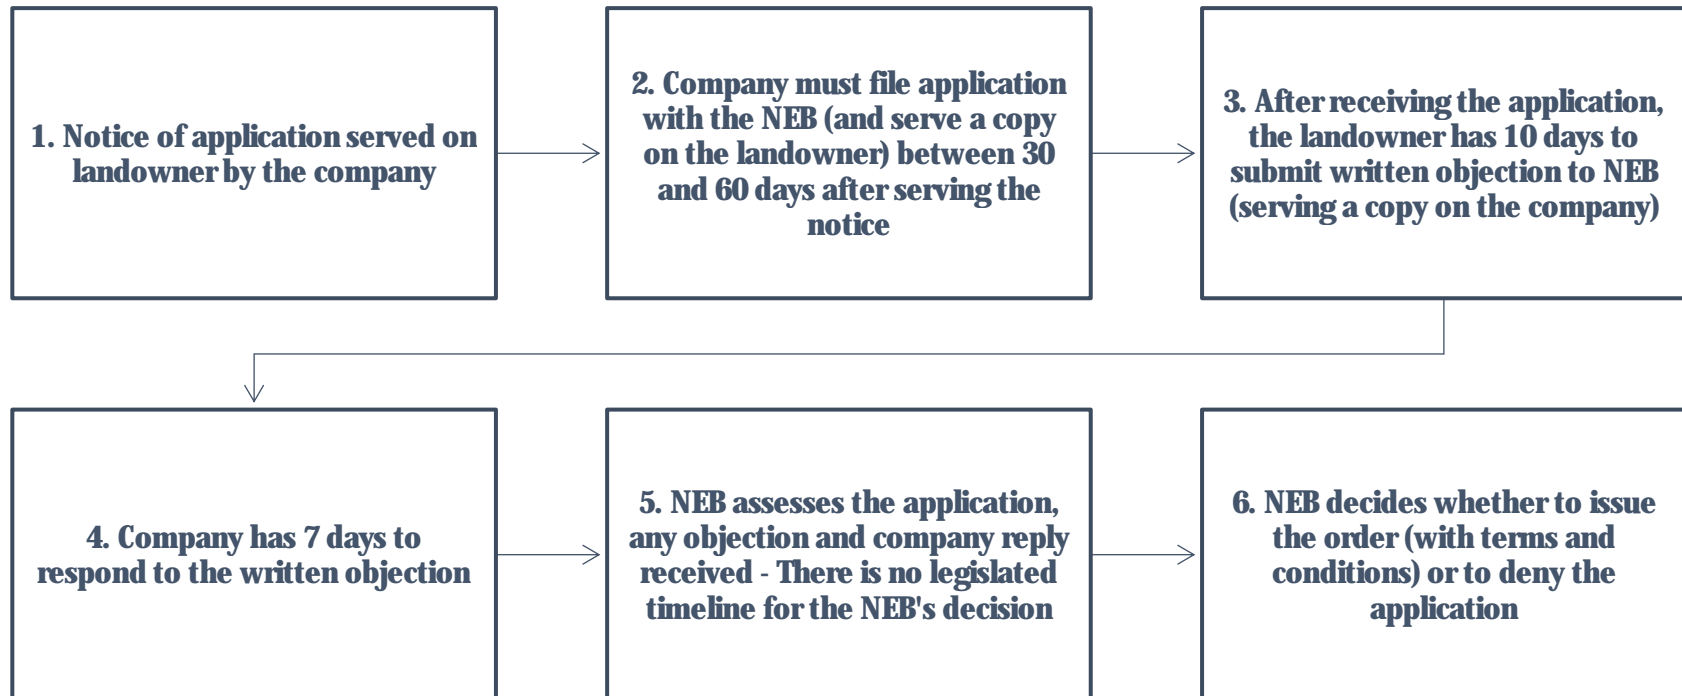 1. Notice of application served on
landowner by the company
2. Company must file application
with the NEB (and serve a copy
on the landowner) between 30
and 60 days after serving the
notice
3. After receiving the application,
the landowner has 10 days to
submit written objection to NEB
(serving a copy on the company)
4. Company has 7 days to
respond to the written objection
5. NEB assesses the application,
any objection and company reply
received - There is no legislated
timeline for the NEB's decision
6. NEB decides whether to issue
the order (with terms and
conditions) or to deny the
application